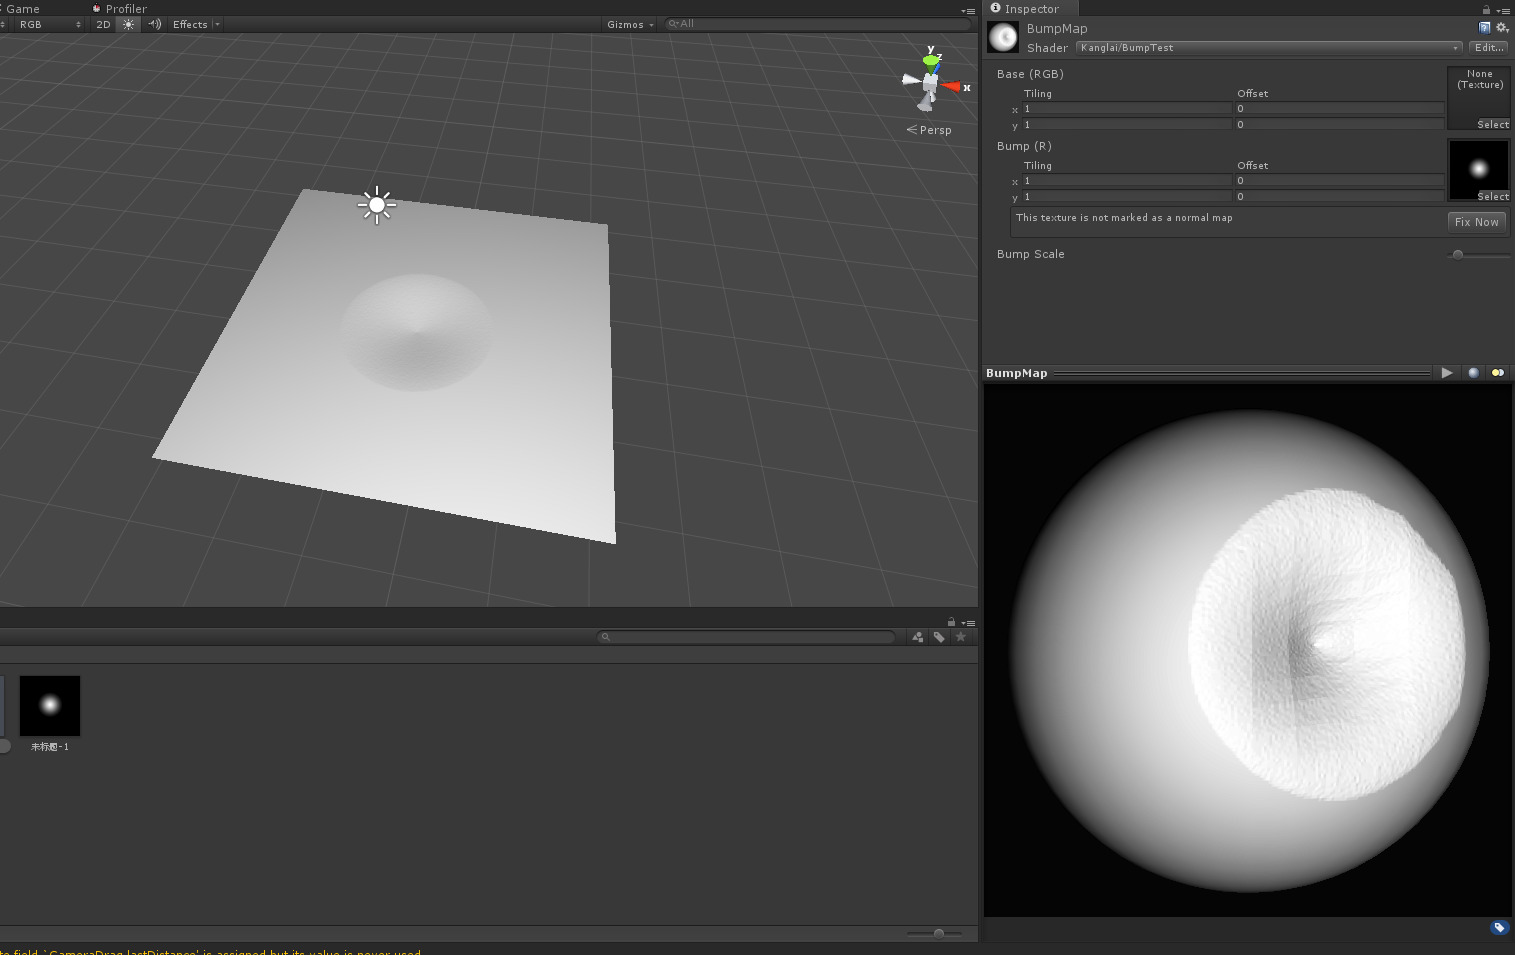 Game
Profiler
RGB
2D
Effects
Gizmos
All
y
z
x
Persp
未标题-1
to field `CameraDrag.lastDistance' is assigned but its value is never used
Inspector
BumpMap
Shader
Kanglai/BumpTest
Edit...
Base (RGB)
None
(Texture)
Tiling
Offset
x 1
0
y 1
0
Select
Bump (R)
Tiling
Offset
x 1
0
y 1
0
Select
This texture is not marked as a normal map
Fix Now
Bump Scale
BumpMap